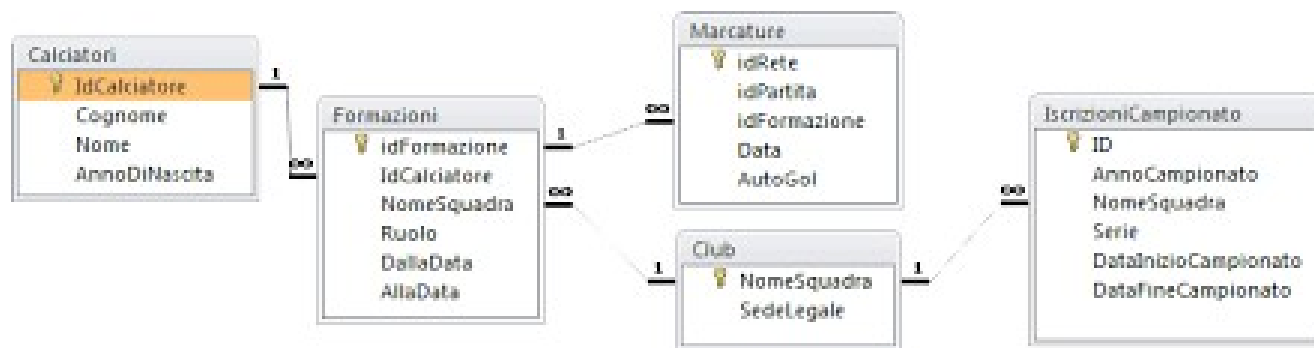 Calciatori
IdCalciatore
Cognome
Nome
AnnoDiNascita
1
∞
Formazioni
idFormazione
IdCalciatore
NomeSquadra
Ruolo
DallaData
AllaData
1
∞
∞
1
Marcature
idRete
idPartita
idFormazione
Data
AutoGol
Club
NomeSquadra
SedeLegale
1
∞
IscrizioniCampionato
ID
AnnoCampionato
NomeSquadra
Serie
DataInizioCampionato
DataFineCampionato